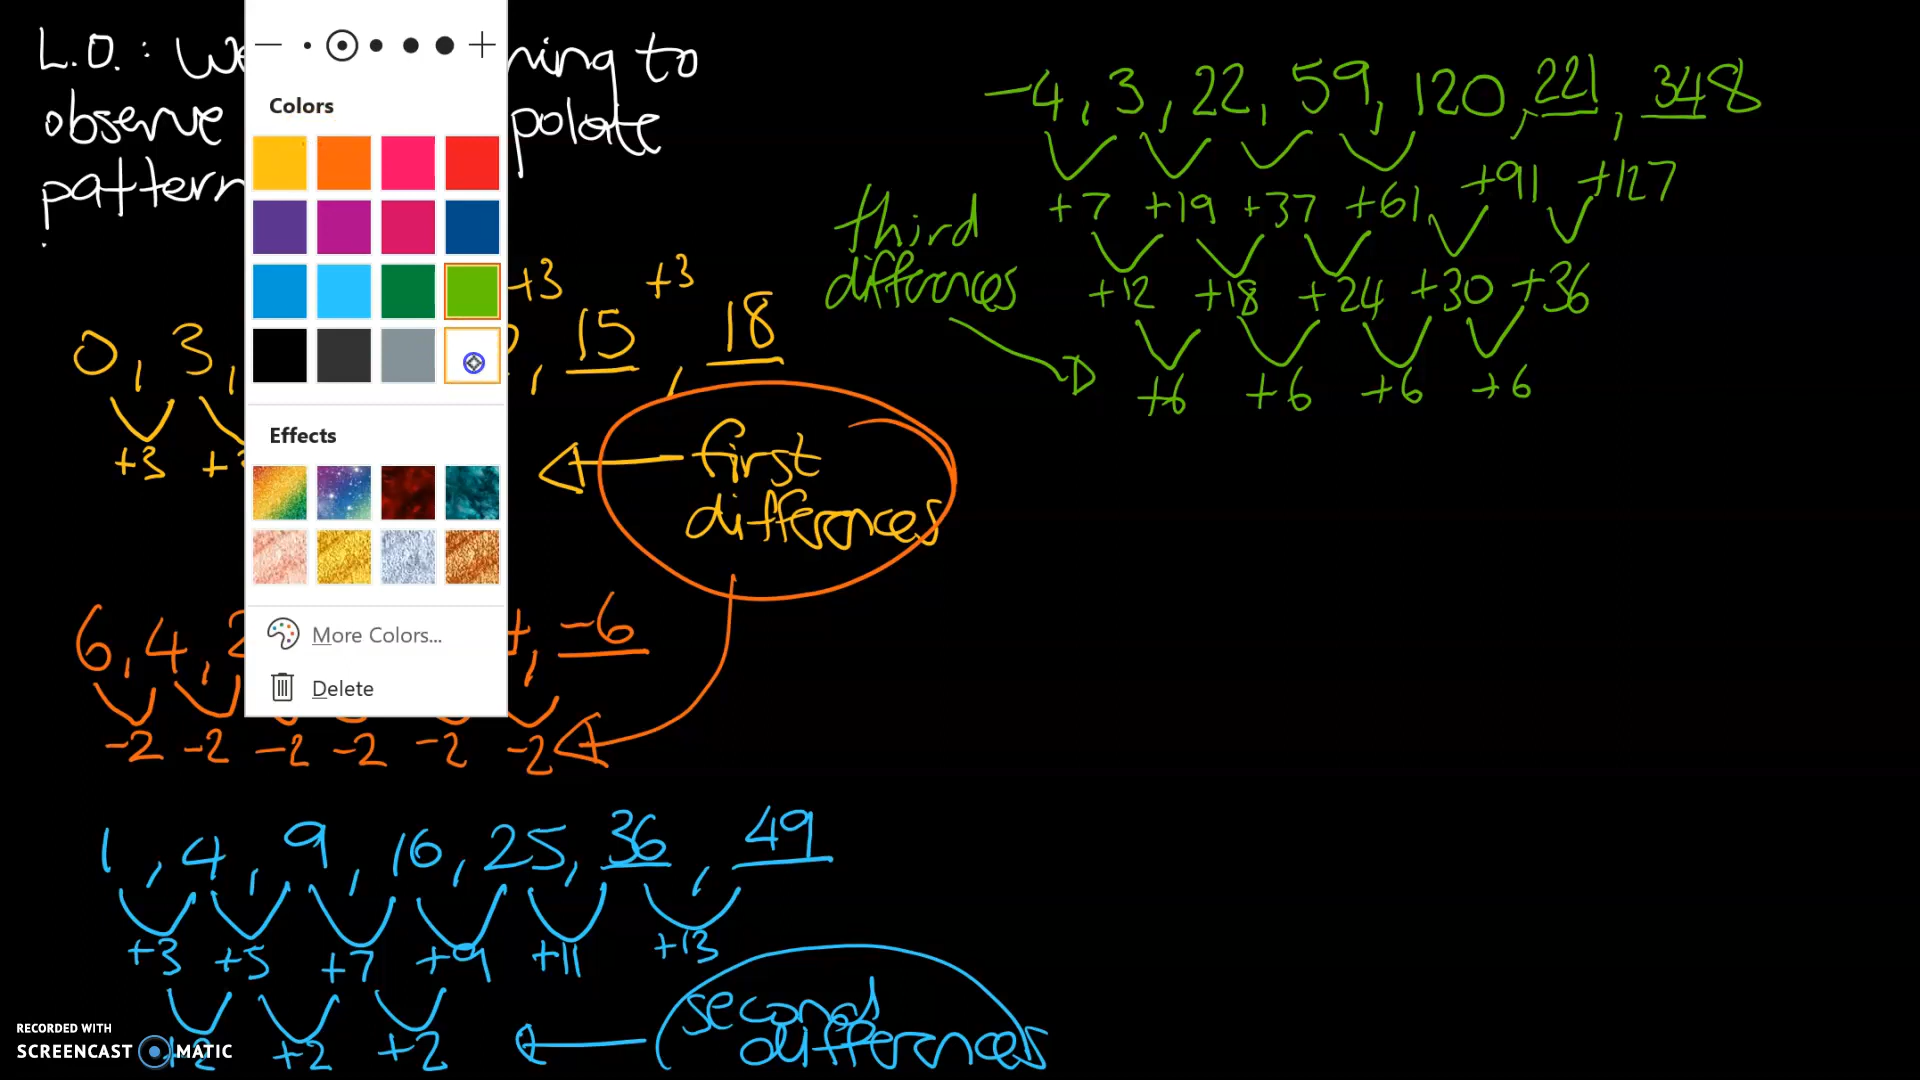 L.O.: We ning to
observe polate
pattern
0, 3, , 15, 18
+3 +3
+3
first
differences
6, 4, 2 , -6
-2 -2 -2 -2 -2 -2
1, 4, 9, 16, 25, 36, 49
+3 +5 +7 +9 +11 +13
+2 +2 +2
second
differences
-4, 3, 22, 59, 120, 221, 348
+7 +19 +37 +61 +91 +127
third
differences
+12 +18 +24 +30 +36
+6 +6 +6 +6
Colors
Effects
More Colors...
Delete
RECORDED WITH
SCREENCAST MATIC